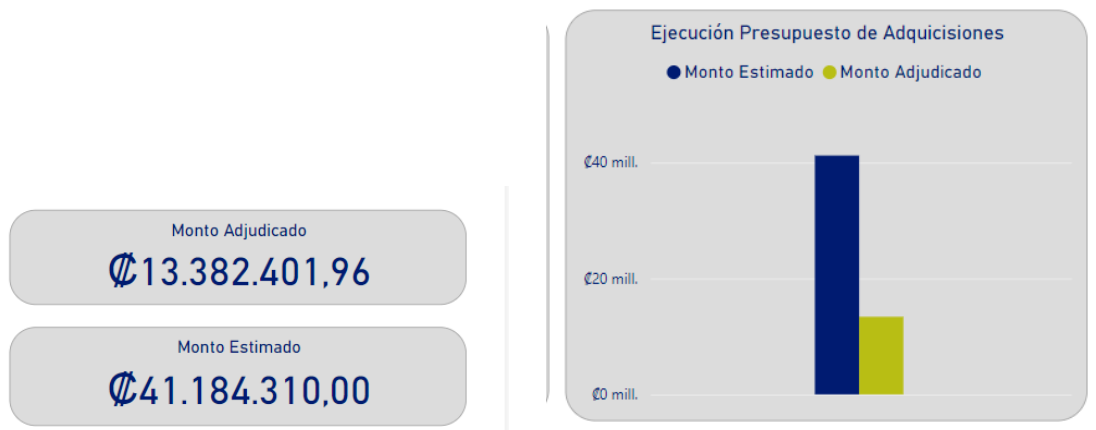 Monto Adjudicado
₡13.382.401,96
Monto Estimado
₡41.184.310,00
Ejecución Presupuesto de Adquicisiones
Monto Estimado Monto Adjudicado
₡40 mill.
₡20 mill.
₡0 mill.